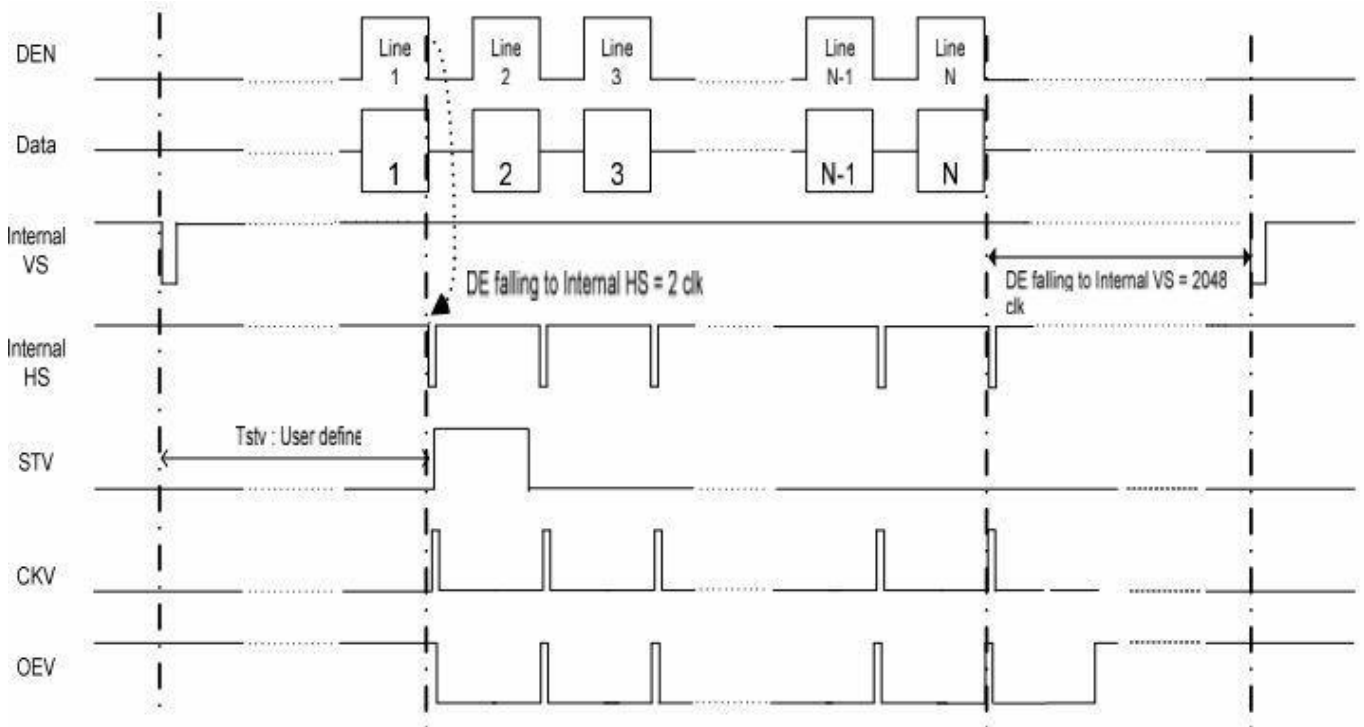 DEN
Line
1
Line
2
Line
3
Line
N-1
Line
N
Data
1
2
3
N-1
N
Internal
VS
DE falling to Internal HS = 2 clk
DE falling to Internal VS = 2048
clk
Internal
HS
Tstv : User define
STV
CKV
OEV